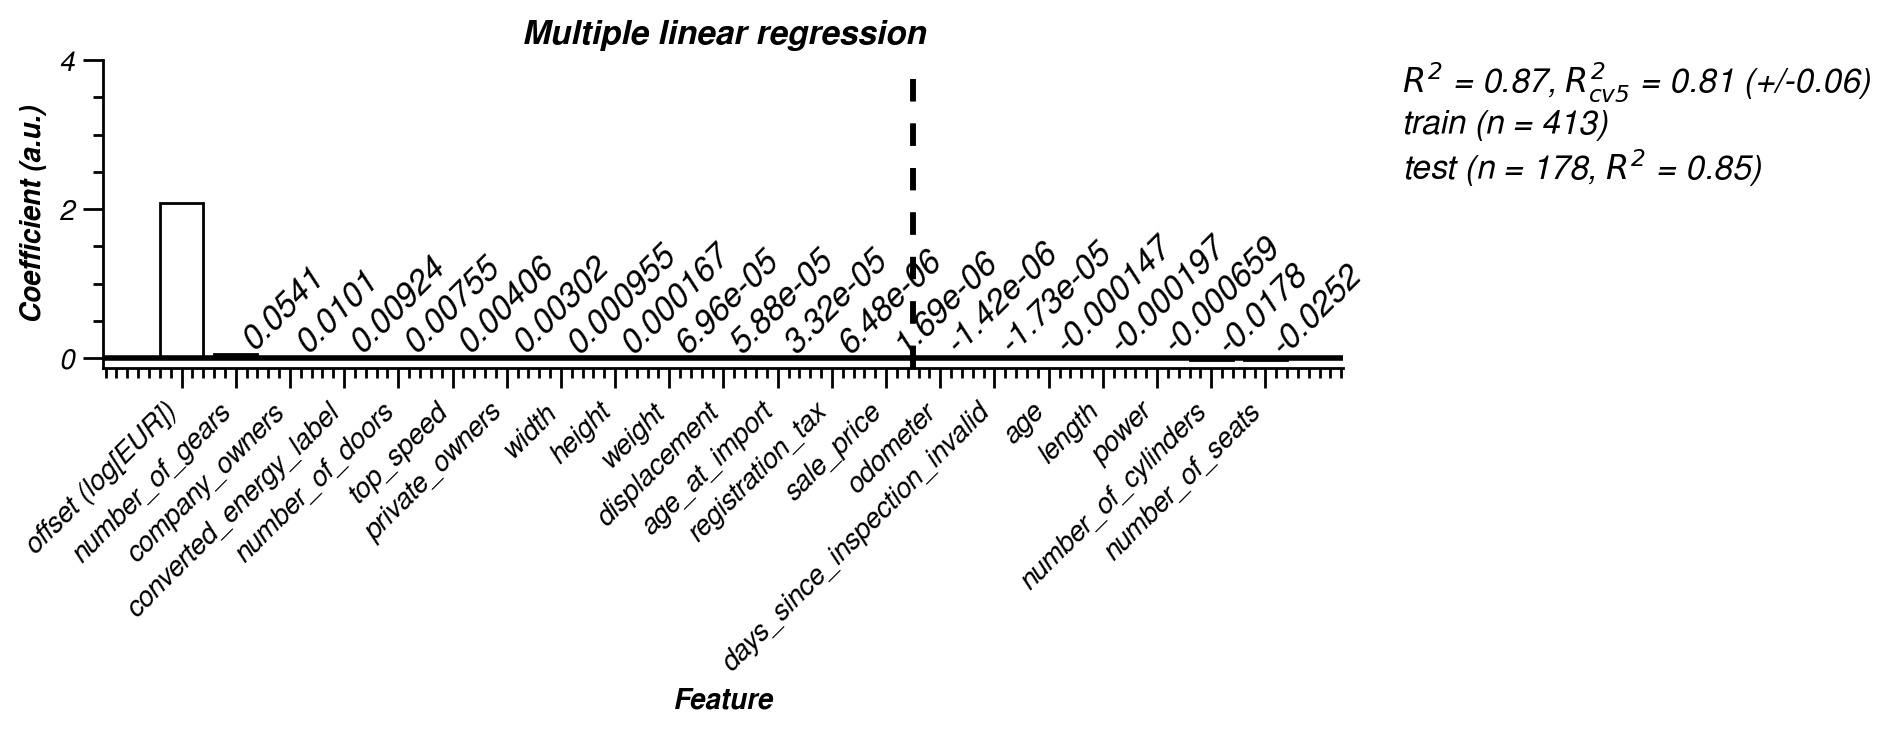 Multiple linear regression
R² = 0.87, R²cv5 = 0.81 (+/-0.06)
train (n = 413)
test (n = 178, R² = 0.85)
Coefficient (a.u.)
4
2
0
0.0541
0.0101
0.00924
0.00755
0.00406
0.00302
0.000955
0.000167
6.96e-05
5.88e-05
3.32e-05
6.48e-06
1.69e-06
-1.42e-06
-1.73e-05
-0.000147
-0.000197
-0.000659
-0.0178
-0.0252
offset (log[EUR])
number_of_gears
company_owners
converted_energy_label
number_of_doors
top_speed
private_owners
width
height
weight
displacement
age_at_import
registration_tax
sale_price
odometer
days_since_inspection_invalid
age
length
power
number_of_cylinders
number_of_seats
Feature